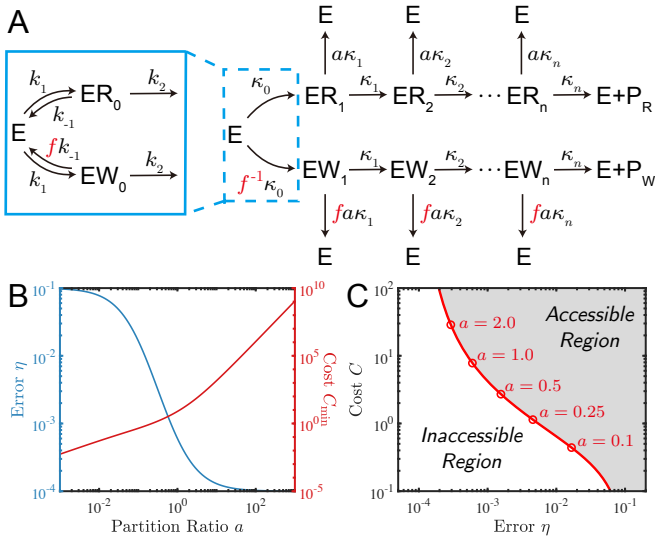 A
E E E
aκ₁ aκ₂ aκₙ
k₁ ER₀ k₂
k₋₁
E
fk₋₁
k₁ EW₀ k₂
κ₀ ER₁ κ₁ ER₂ κ₂ ···ERₙ κₙ E+P_R
E
f⁻¹κ₀ EW₁ κ₁ EW₂ κ₂ ···EWₙ κₙ E+P_W
faκ₁ faκ₂ faκₙ
E E E
B
10⁻¹ 10¹⁰
10⁻² 10⁵
10⁻³ 10⁰
10⁻⁴ 10⁻⁵
Error η
Cost C_min
10⁻² 10⁰ 10²
Partition Ratio a
C
10²
10¹
10⁰
10⁻¹
Cost C
Accessible
Region
a = 2.0
a = 1.0
a = 0.5
a = 0.25
a = 0.1
Inaccessible
Region
10⁻⁴ 10⁻³ 10⁻² 10⁻¹
Error η